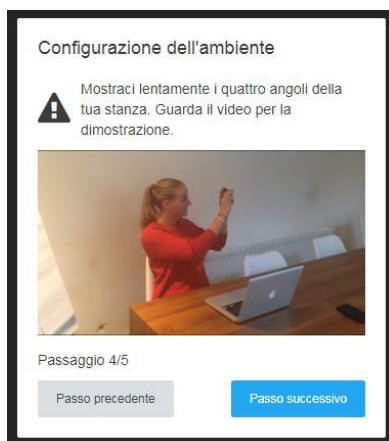 Configurazione dell'ambiente
Mostraci lentamente i quattro angoli della
tua stanza. Guarda il video per la
dimostrazione.
Passaggio 4/5
Passo precedente
Passo successivo